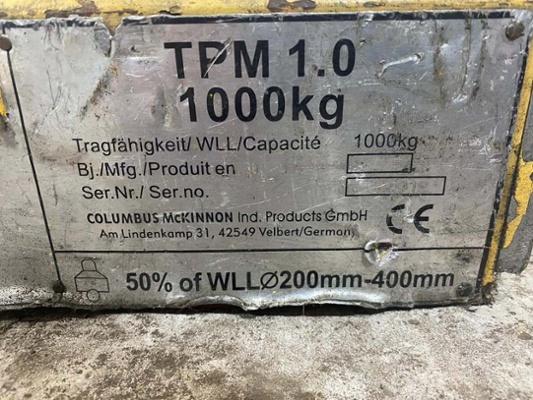 TPM 1.0
1000kg
Tragfähigkeit/ WLL/Capacité 1000kg
Bj./Mfg./Produit en
Ser.Nr./ Ser.no.
COLUMBUS McKINNON Ind. Products GmbH
Am Lindenkamp 31, 42549 Velbert/Germany
CE
50% of WLLØ200mm-400mm